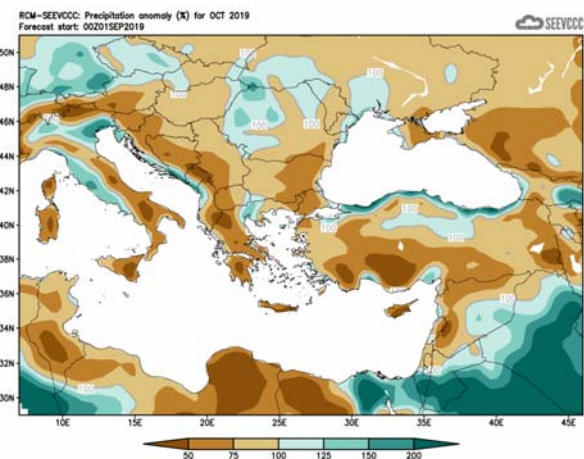 RCM-SEEVCCC: Precipitation anomaly (%) for OCT 2019
Forecast start: 00Z01SEP2019
SEEVCCC
50N
48N
46N
44N
42N
40N
38N
36N
34N
32N
30N
100
100
100
100
100
100
100
100
100
100
100
100
10E 15E 20E 25E 30E 35E 40E 45E
50 75 100 125 150 200